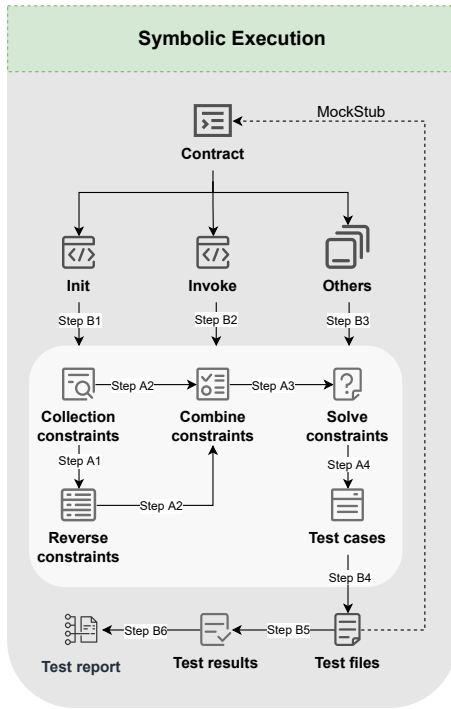 Symbolic Execution
MockStub
Contract
Init
Invoke
Others
Step B1
Step B2
Step B3
Step A2
Step A3
Collection
constraints
Combine
constraints
Solve
constraints
Step A1
Step A4
Step A2
Reverse
constraints
Test cases
Step B4
Step B6
Step B5
Test report
Test results
Test files